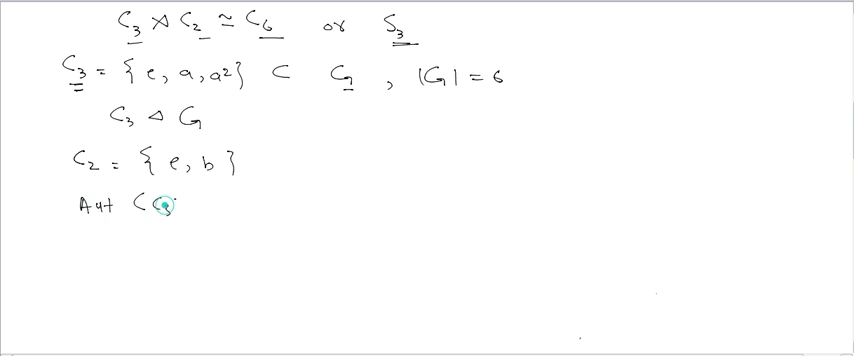 C₃ ⋊ C₂ ≃ C₆ or S₃
C₃ = { e, a, a² } ⊂ G , |G| = 6
C₃ ⊲ G
C₂ = { e, b }
Aut (C₃